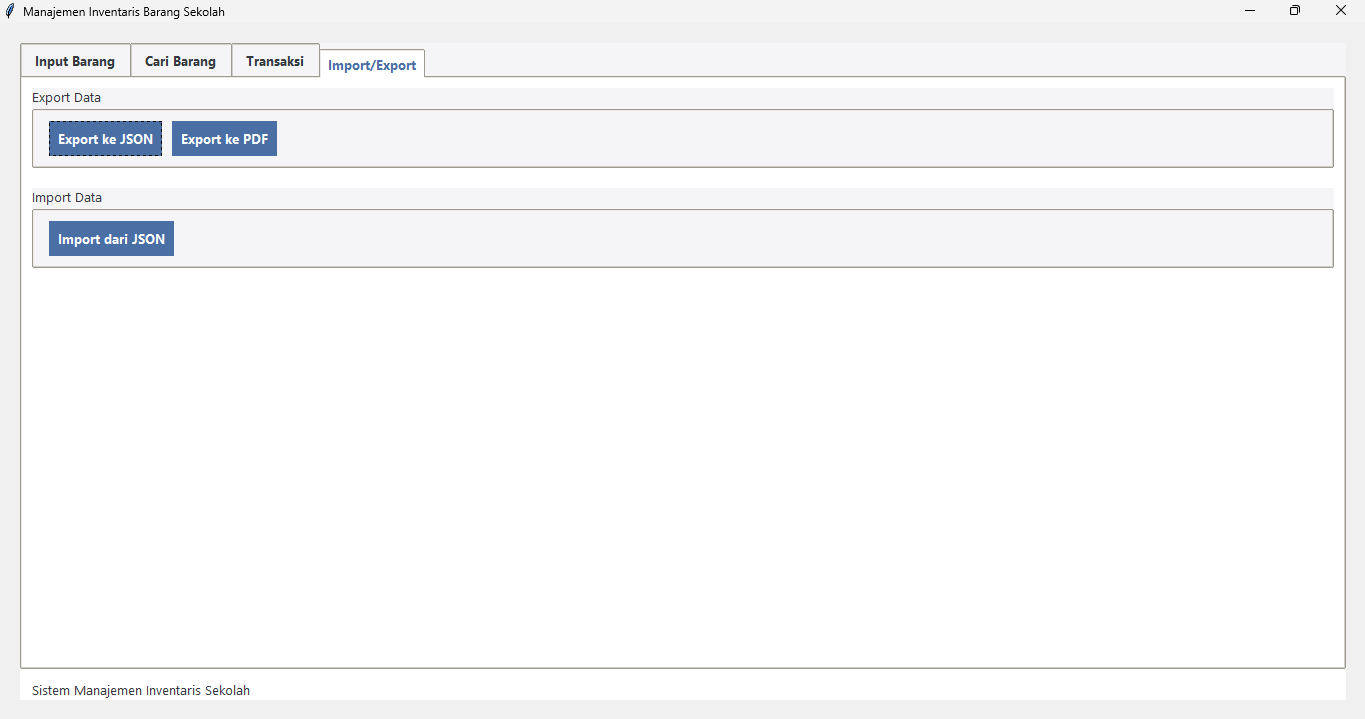 Manajemen Inventaris Barang Sekolah
Input Barang Cari Barang Transaksi Import/Export
Export Data
Export ke JSON Export ke PDF
Import Data
Import dari JSON
Sistem Manajemen Inventaris Sekolah